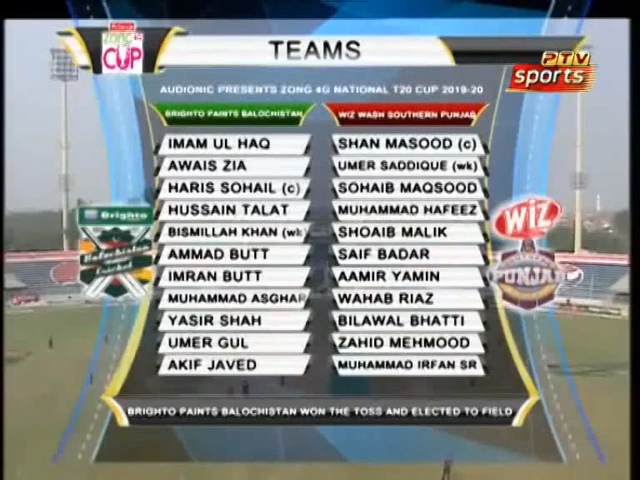 TEAMS
Zong 4G
CUP
PTV
sports
AUDIONIC PRESENTS ZONG 4G NATIONAL T20 CUP 2019-20
BRIGHTO PAINTS BALOCHISTAN
WIZ WASH SOUTHERN PUNJAB
IMAM UL HAQ
SHAN MASOOD (c)
AWAIS ZIA
UMER SADDIQUE (wk)
HARIS SOHAIL (c)
SOHAIB MAQSOOD
HUSSAIN TALAT
MUHAMMAD HAFEEZ
BISMILLAH KHAN (wk)
SHOAIB MALIK
AMMAD BUTT
SAIF BADAR
IMRAN BUTT
AAMIR YAMIN
MUHAMMAD ASGHAR
WAHAB RIAZ
YASIR SHAH
BILAWAL BHATTI
UMER GUL
ZAHID MEHMOOD
AKIF JAVED
MUHAMMAD IRFAN SR
Brighto
Balochistan
Cricket
WIZ
PUNJAB
BRIGHTO PAINTS BALOCHISTAN WON THE TOSS AND ELECTED TO FIELD